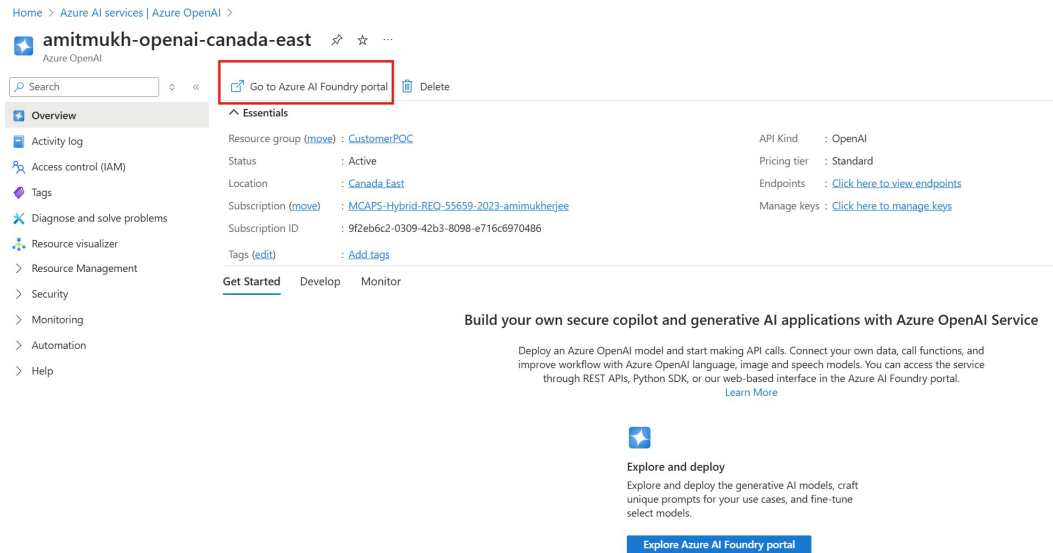 Home > Azure AI services | Azure OpenAI >
amitmukh-openai-canada-east
Azure OpenAI
Search
Go to Azure AI Foundry portal
Delete
Overview
Activity log
Access control (IAM)
Tags
Diagnose and solve problems
Resource visualizer
Resource Management
Security
Monitoring
Automation
Help
Essentials
Resource group (move) : CustomerPOC
Status : Active
Location : Canada East
Subscription (move) : MCAPS-Hybrid-REQ-55659-2023-amimukherjee
Subscription ID : 9f2eb6c2-0309-42b3-8098-e716c6970486
Tags (edit) : Add tags
API Kind : OpenAI
Pricing tier : Standard
Endpoints : Click here to view endpoints
Manage keys : Click here to manage keys
Get Started Develop Monitor
Build your own secure copilot and generative AI applications with Azure OpenAI Service
Deploy an Azure OpenAI model and start making API calls. Connect your own data, call functions, and
improve workflow with Azure OpenAI language, image and speech models. You can access the service
through REST APIs, Python SDK, or our web-based interface in the Azure AI Foundry portal.
Learn More
Explore and deploy
Explore and deploy the generative AI models, craft
unique prompts for your use cases, and fine-tune
select models.
Explore Azure AI Foundry portal